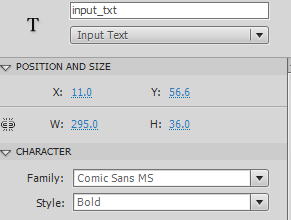 T
input_txt
Input Text
POSITION AND SIZE
X: 11.0 Y: 56.6
W: 295.0 H: 36.0
CHARACTER
Family: Comic Sans MS
Style: Bold